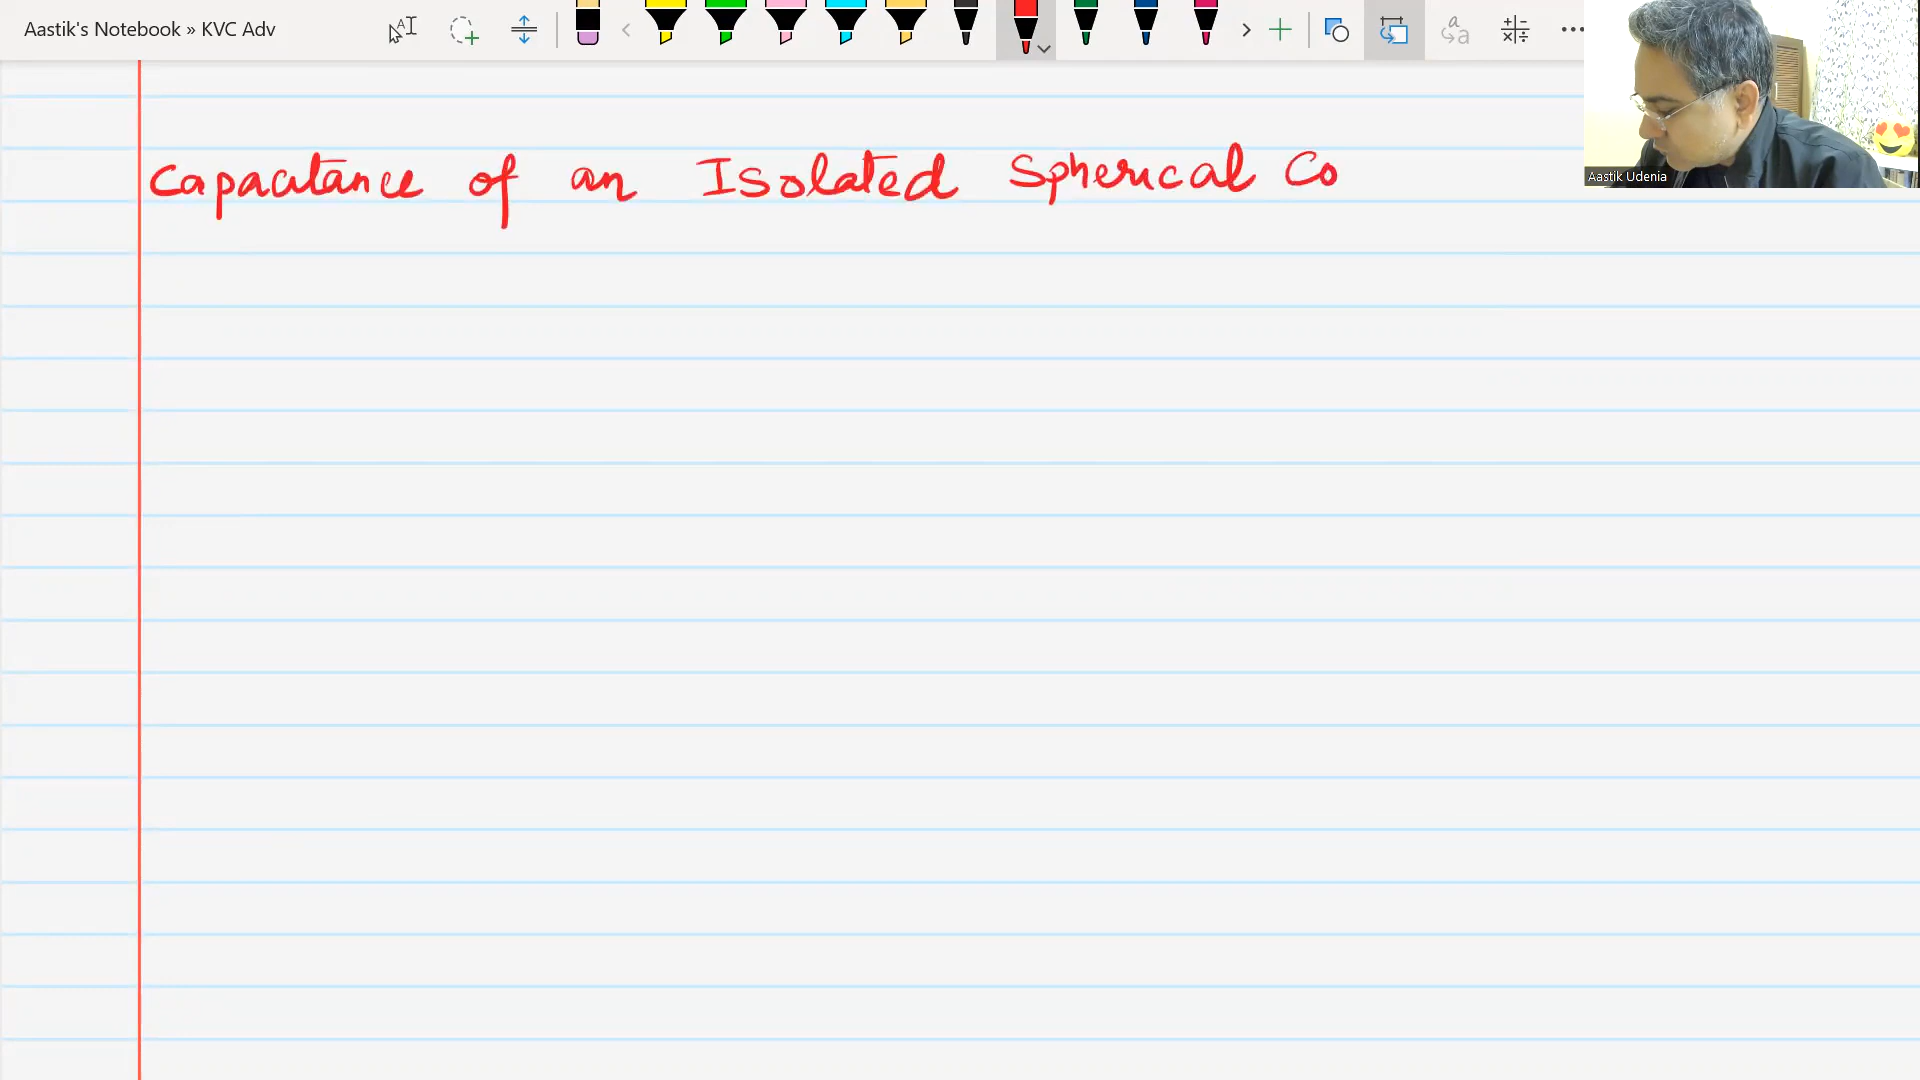 Aastik's Notebook » KVC Adv
Capacitance of an Isolated Spherical Co
Aastik Udenia